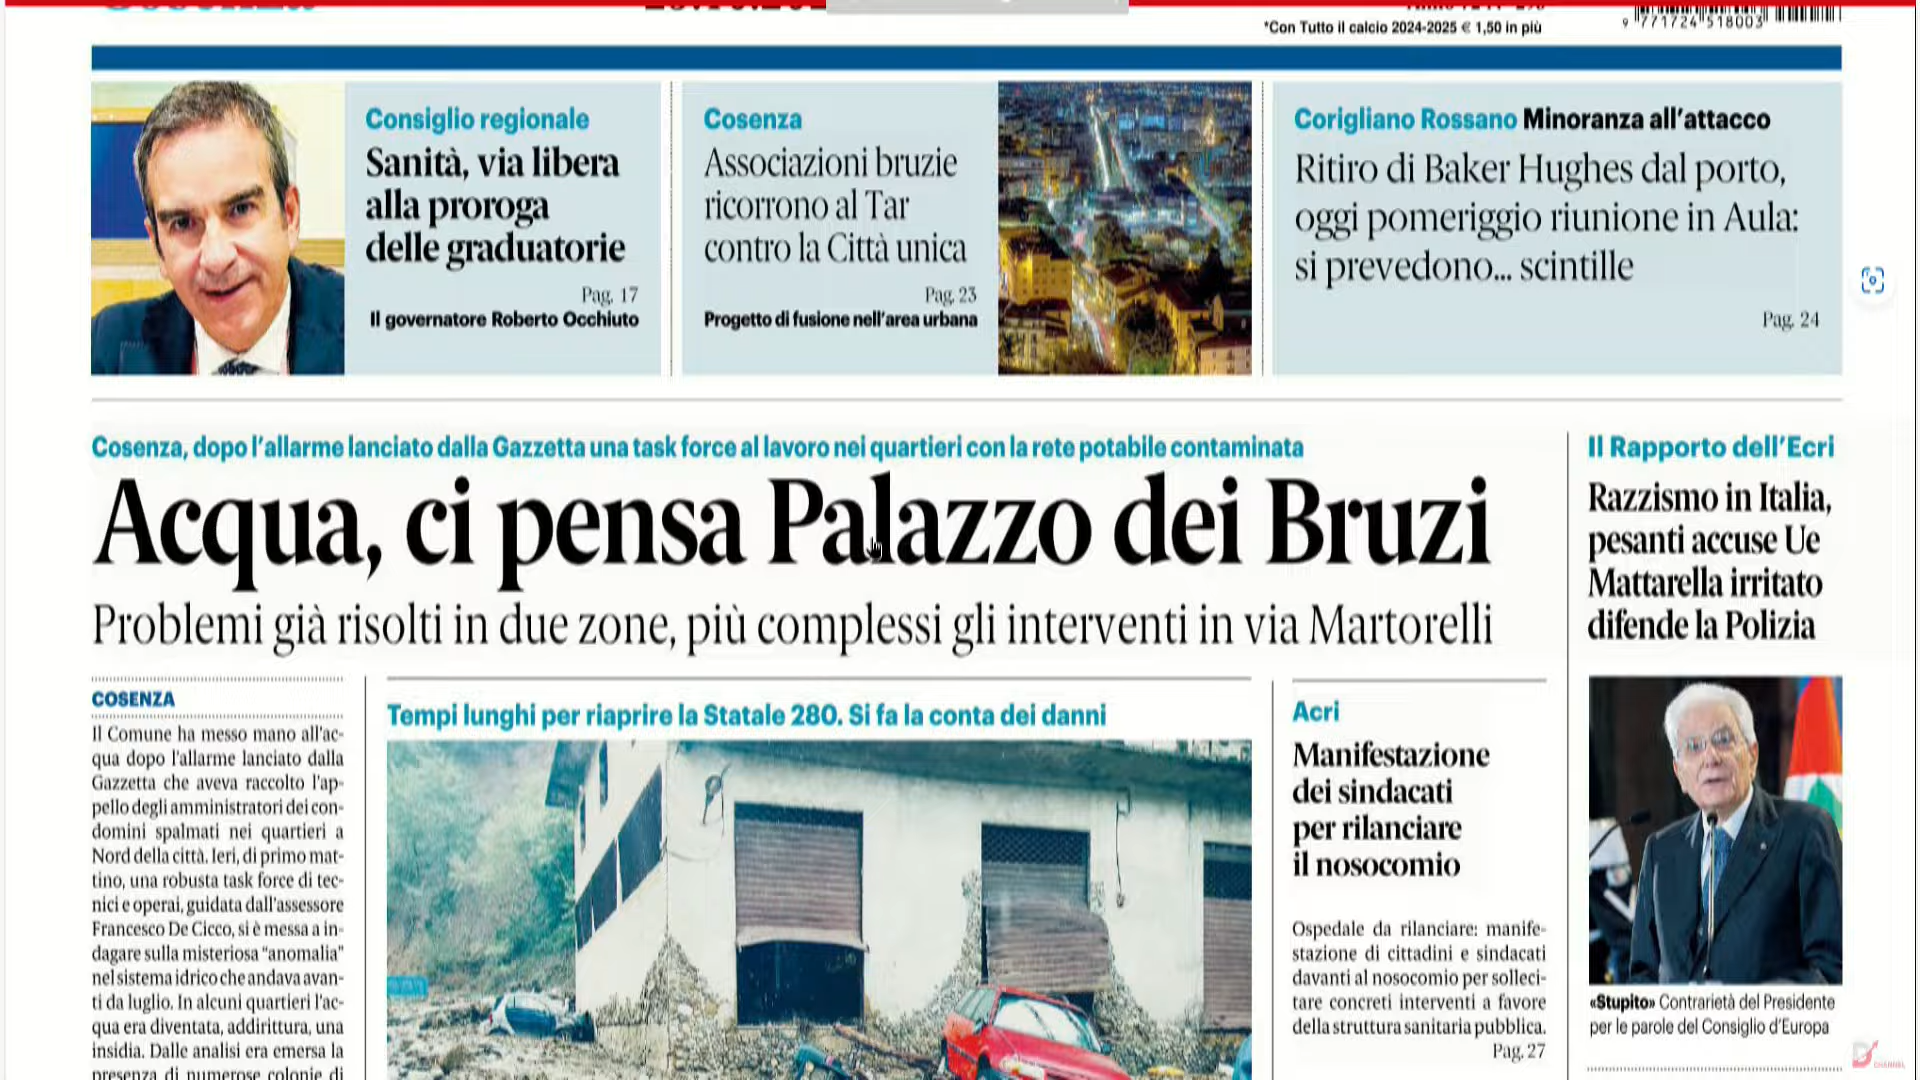 *Con Tutto il calcio 2024-2025 € 1,50 in più
9 771724 518003
Consiglio regionale
Sanità, via libera
alla proroga
delle graduatorie
Pag. 17
Il governatore Roberto Occhiuto
Cosenza
Associazioni bruzie
ricorrono al Tar
contro la Città unica
Pag. 23
Progetto di fusione nell'area urbana
Corigliano Rossano Minoranza all'attacco
Ritiro di Baker Hughes dal porto,
oggi pomeriggio riunione in Aula:
si prevedono... scintille
Pag. 24
Cosenza, dopo l'allarme lanciato dalla Gazzetta una task force al lavoro nei quartieri con la rete potabile contaminata
Acqua, ci pensa Palazzo dei Bruzi
Problemi già risolti in due zone, più complessi gli interventi in via Martorelli
COSENZA
Il Comune ha messo mano all'ac-
qua dopo l'allarme lanciato dalla
Gazzetta che aveva raccolto l'ap-
pello degli amministratori dei con-
domini spalmati nei quartieri a
Nord della città. Ieri, di primo mat-
tino, una robusta task force di tec-
nici e operai, guidata dall'assessore
Francesco De Cicco, si è messa a in-
dagare sulla misteriosa "anomalia"
nel sistema idrico che andava avan-
ti da luglio. In alcuni quartieri l'ac-
qua era diventata, addirittura, una
insidia. Dalle analisi era emersa la
presenza di numerose colonie di
Tempi lunghi per riaprire la Statale 280. Si fa la conta dei danni
Acri
Manifestazione
dei sindacati
per rilanciare
il nosocomio
Ospedale da rilanciare: manife-
stazione di cittadini e sindacati
davanti al nosocomio per solleci-
tare concreti interventi a favore
della struttura sanitaria pubblica.
Pag. 27
Il Rapporto dell'Ecri
Razzismo in Italia,
pesanti accuse Ue
Mattarella irritato
difende la Polizia
«Stupito» Contrarietà del Presidente
per le parole del Consiglio d'Europa
CHANNEL